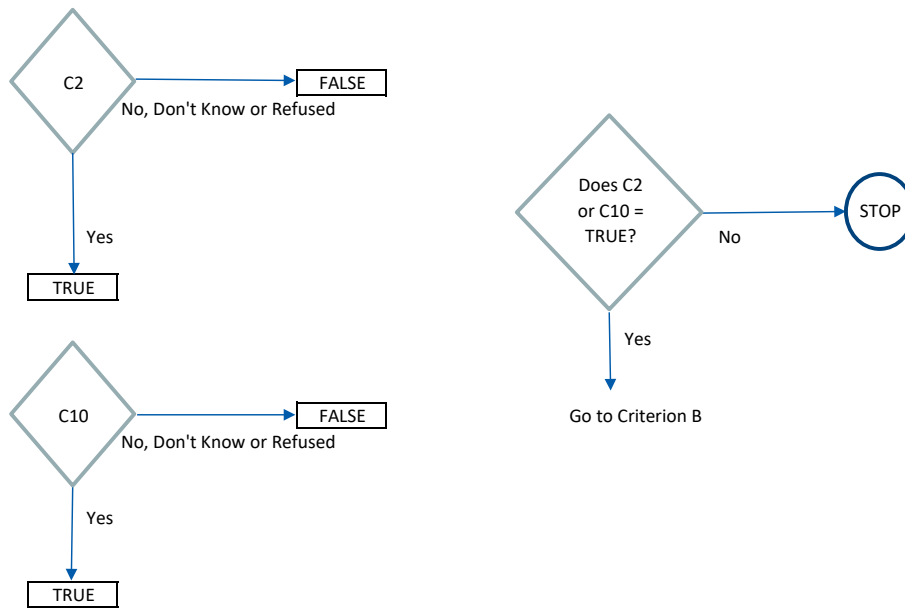 C2
FALSE
No, Don't Know or Refused
Yes
TRUE
C10
FALSE
No, Don't Know or Refused
Yes
TRUE
Does C2
or C10 =
TRUE?
STOP
No
Yes
Go to Criterion B